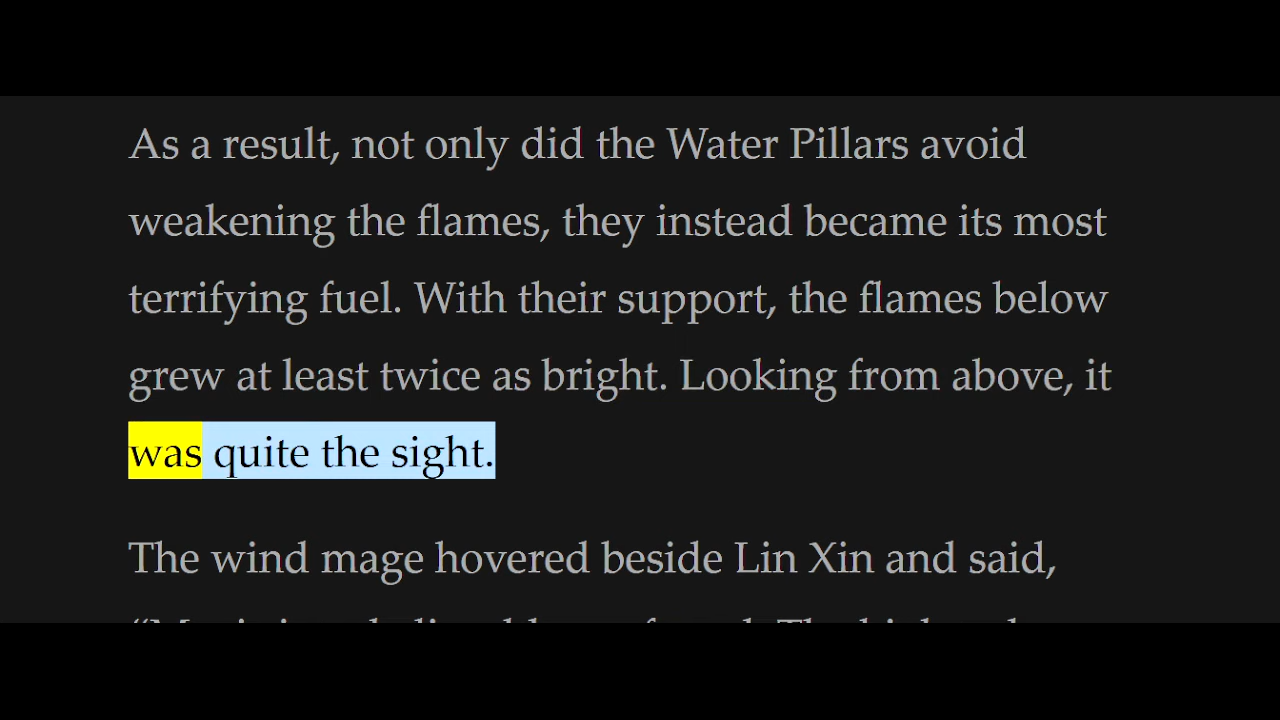 As a result, not only did the Water Pillars avoid
weakening the flames, they instead became its most
terrifying fuel. With their support, the flames below
grew at least twice as bright. Looking from above, it
was quite the sight.
The wind mage hovered beside Lin Xin and said,